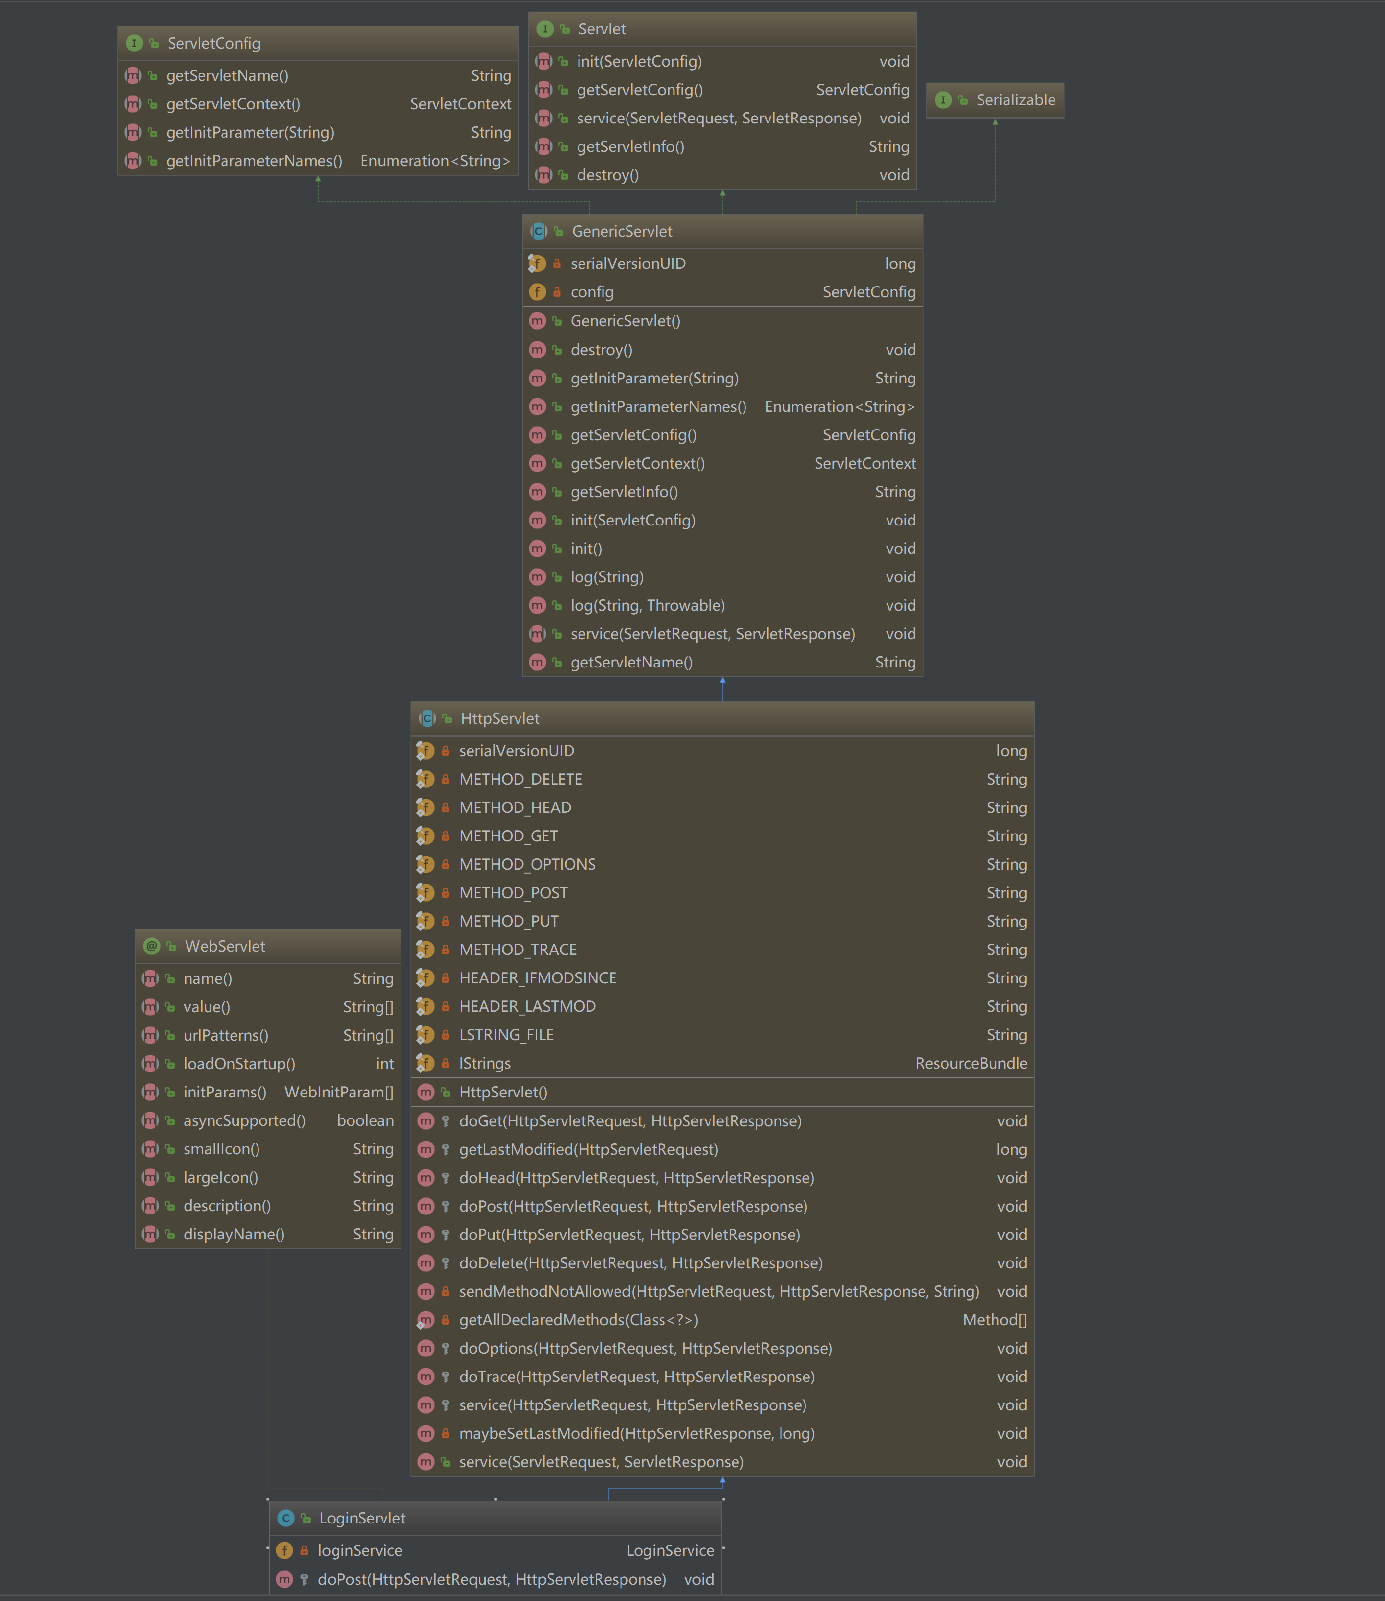 ServletConfig
getServletName() String
getServletContext() ServletContext
getInitParameter(String) String
getInitParameterNames() Enumeration<String>
Servlet
init(ServletConfig) void
getServletConfig() ServletConfig
service(ServletRequest, ServletResponse) void
getServletInfo() String
destroy() void
Serializable
GenericServlet
serialVersionUID long
config ServletConfig
GenericServlet()
destroy() void
getInitParameter(String) String
getInitParameterNames() Enumeration<String>
getServletConfig() ServletConfig
getServletContext() ServletContext
getServletInfo() String
init(ServletConfig) void
init() void
log(String) void
log(String, Throwable) void
service(ServletRequest, ServletResponse) void
getServletName() String
HttpServlet
serialVersionUID long
METHOD_DELETE String
METHOD_HEAD String
METHOD_GET String
METHOD_OPTIONS String
METHOD_POST String
METHOD_PUT String
METHOD_TRACE String
HEADER_IFMODSINCE String
HEADER_LASTMOD String
LSTRING_FILE String
lStrings ResourceBundle
HttpServlet()
doGet(HttpServletRequest, HttpServletResponse) void
getLastModified(HttpServletRequest) long
doHead(HttpServletRequest, HttpServletResponse) void
doPost(HttpServletRequest, HttpServletResponse) void
doPut(HttpServletRequest, HttpServletResponse) void
doDelete(HttpServletRequest, HttpServletResponse) void
sendMethodNotAllowed(HttpServletRequest, HttpServletResponse, String) void
getAllDeclaredMethods(Class<?>) Method[]
doOptions(HttpServletRequest, HttpServletResponse) void
doTrace(HttpServletRequest, HttpServletResponse) void
service(HttpServletRequest, HttpServletResponse) void
maybeSetLastModified(HttpServletResponse, long) void
service(ServletRequest, ServletResponse) void
WebServlet
name() String
value() String[]
urlPatterns() String[]
loadOnStartup() int
initParams() WebInitParam[]
asyncSupported() boolean
smallIcon() String
largeIcon() String
description() String
displayName() String
LoginServlet
loginService LoginService
doPost(HttpServletRequest, HttpServletResponse) void